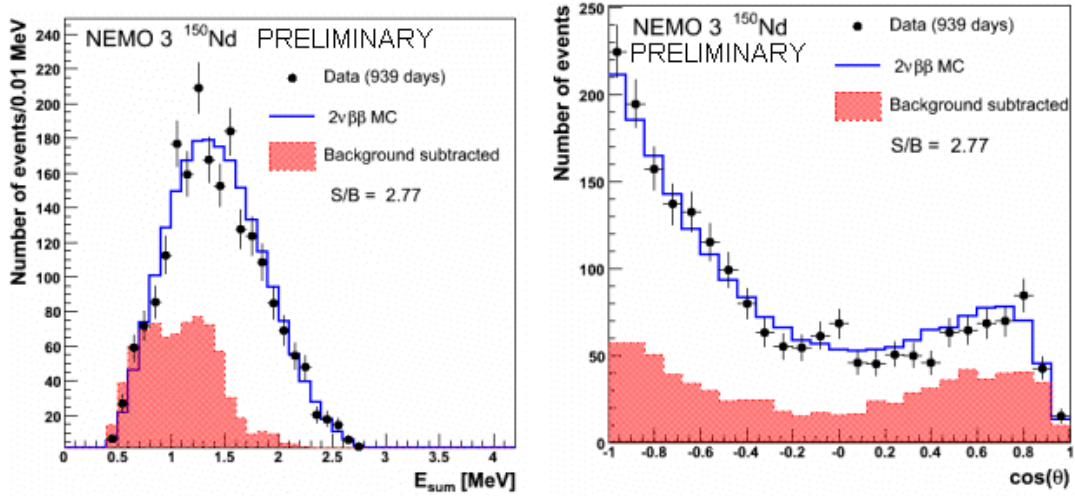 Number of events/0.01 MeV
NEMO 3 ¹⁵⁰Nd PRELIMINARY
Data (939 days)
2νββ MC
Background subtracted
S/B = 2.77
240
220
200
180
160
140
120
100
80
60
40
20
0 0.5 1 1.5 2 2.5 3 3.5 4
E_sum [MeV]
Number of events
NEMO 3 ¹⁵⁰Nd
PRELIMINARY
Data (939 days)
2νββ MC
Background subtracted
S/B = 2.77
250
200
150
100
50
0
-1 -0.8 -0.6 -0.4 -0.2 0 0.2 0.4 0.6 0.8 1
cos(θ)